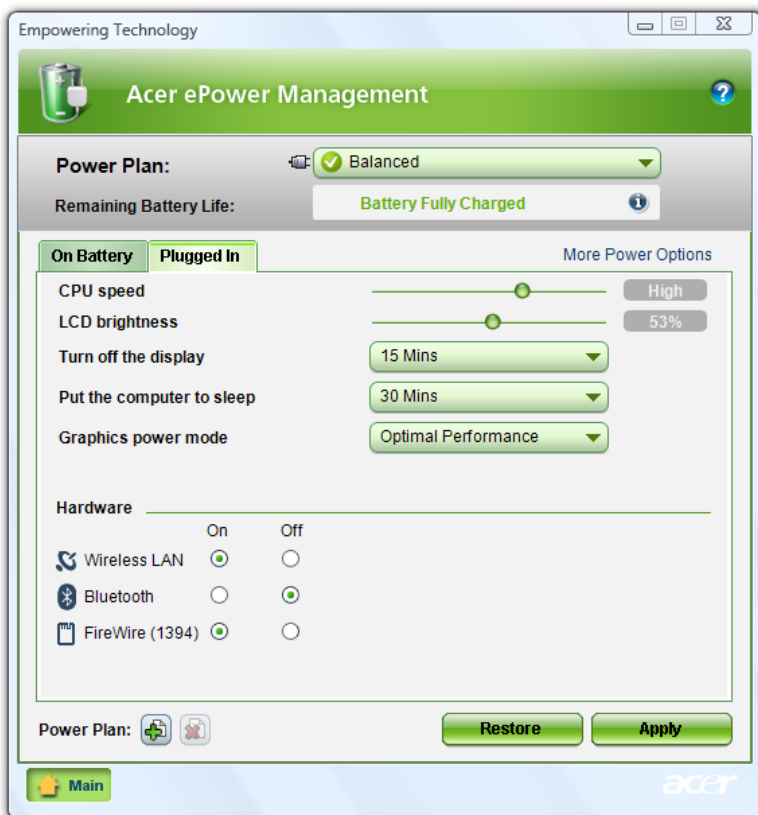 Empowering Technology
Acer ePower Management
?
Power Plan: Balanced
Remaining Battery Life: Battery Fully Charged i
On Battery Plugged In More Power Options
CPU speed High
LCD brightness 53%
Turn off the display 15 Mins
Put the computer to sleep 30 Mins
Graphics power mode Optimal Performance
Hardware
On Off
Wireless LAN
Bluetooth
FireWire (1394)
Power Plan: Restore Apply
Main acer